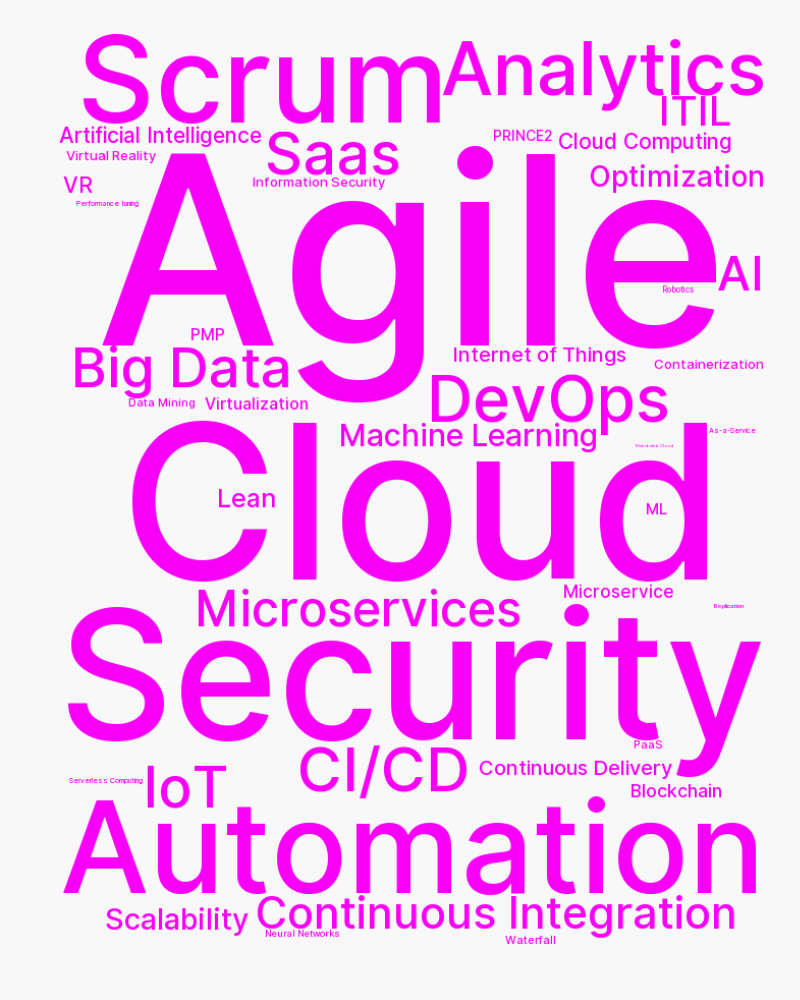 Scrum
Analytics
ITIL
Artificial Intelligence
Saas
PRINCE2
Cloud Computing
Virtual Reality
VR
Information Security
Optimization
Performance tuning
Agile
AI
Robotics
PMP
Big Data
Internet of Things
Containerization
Data Mining
Virtualization
DevOps
Machine Learning
As-a-Service
Cloud
Lean
ML
Microservices
Microservice
Replication
Security
PaaS
CI/CD
Continuous Delivery
IoT
Serverless Computing
Blockchain
Automation
Scalability
Continuous Integration
Neural Networks
Waterfall